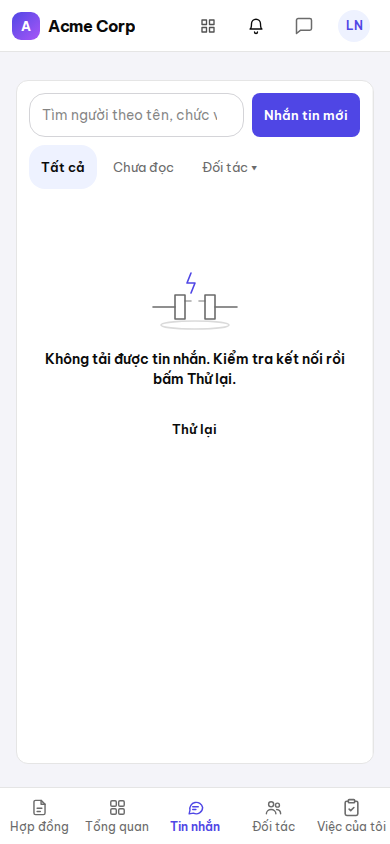 A Acme Corp LN
Tìm người theo tên, chức v
Nhắn tin mới
Tất cả Chưa đọc Đối tác
Không tải được tin nhắn. Kiểm tra kết nối rồi
bấm Thử lại.
Thử lại
Hợp đồng Tổng quan Tin nhắn Đối tác Việc của tôi